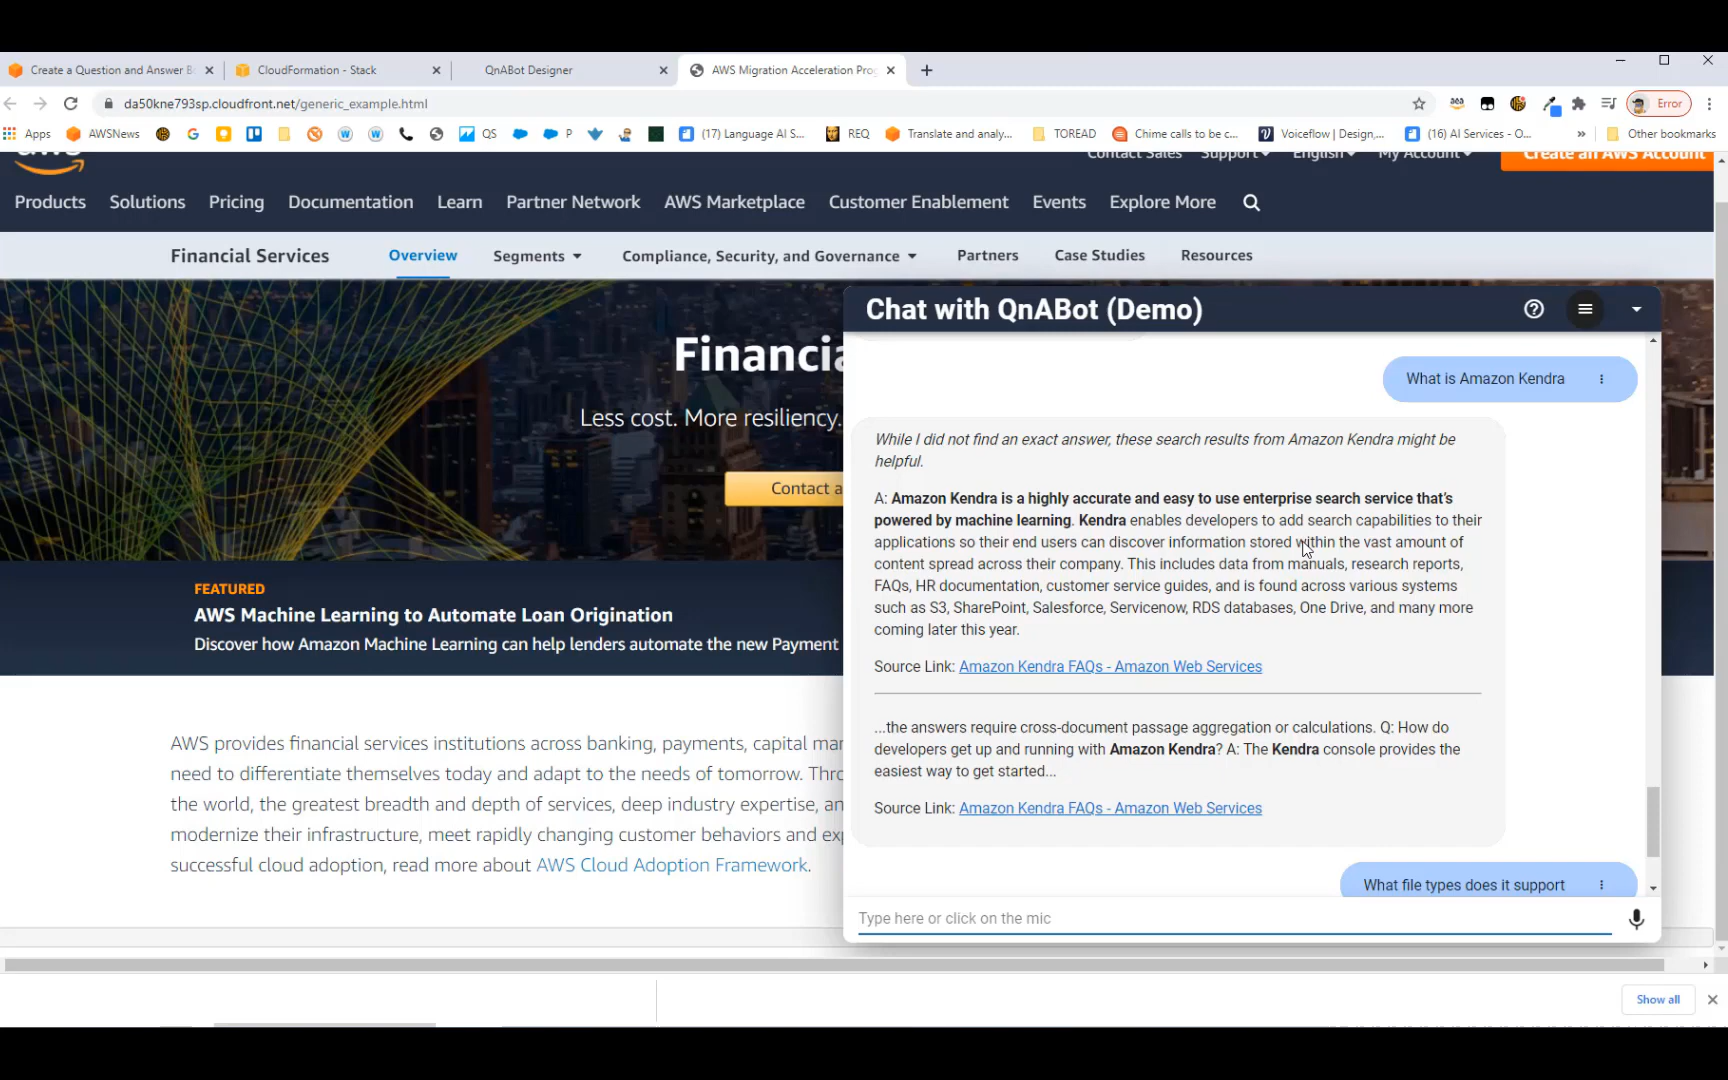 Create a Question and Answer B
CloudFormation - Stack
QnABot Designer
AWS Migration Acceleration Prog
da50kne793sp.cloudfront.net/generic_example.html
Error
Apps
AWSNews
QS
P
(17) Language AI S...
REQ
Translate and analy...
TOREAD
Chime calls to be c...
Voiceflow | Design,...
(16) AI Services - O...
»
Other bookmarks
aws
Contact Sales
Support
English
My Account
Create an AWS Account
Products
Solutions
Pricing
Documentation
Learn
Partner Network
AWS Marketplace
Customer Enablement
Events
Explore More
Financial Services
Overview
Segments
Compliance, Security, and Governance
Partners
Case Studies
Resources
Financia
Less cost. More resiliency.
Contact a
FEATURED
AWS Machine Learning to Automate Loan Origination
Discover how Amazon Machine Learning can help lenders automate the new Payment
AWS provides financial services institutions across banking, payments, capital mar
need to differentiate themselves today and adapt to the needs of tomorrow. Thro
the world, the greatest breadth and depth of services, deep industry expertise, an
modernize their infrastructure, meet rapidly changing customer behaviors and exp
successful cloud adoption, read more about AWS Cloud Adoption Framework.
Chat with QnABot (Demo)
What is Amazon Kendra
While I did not find an exact answer, these search results from Amazon Kendra might be
helpful.
A: Amazon Kendra is a highly accurate and easy to use enterprise search service that's
powered by machine learning. Kendra enables developers to add search capabilities to their
applications so their end users can discover information stored within the vast amount of
content spread across their company. This includes data from manuals, research reports,
FAQs, HR documentation, customer service guides, and is found across various systems
such as S3, SharePoint, Salesforce, Servicenow, RDS databases, One Drive, and many more
coming later this year.
Source Link: Amazon Kendra FAQs - Amazon Web Services
...the answers require cross-document passage aggregation or calculations. Q: How do
developers get up and running with Amazon Kendra? A: The Kendra console provides the
easiest way to get started...
Source Link: Amazon Kendra FAQs - Amazon Web Services
What file types does it support
Type here or click on the mic
Show all